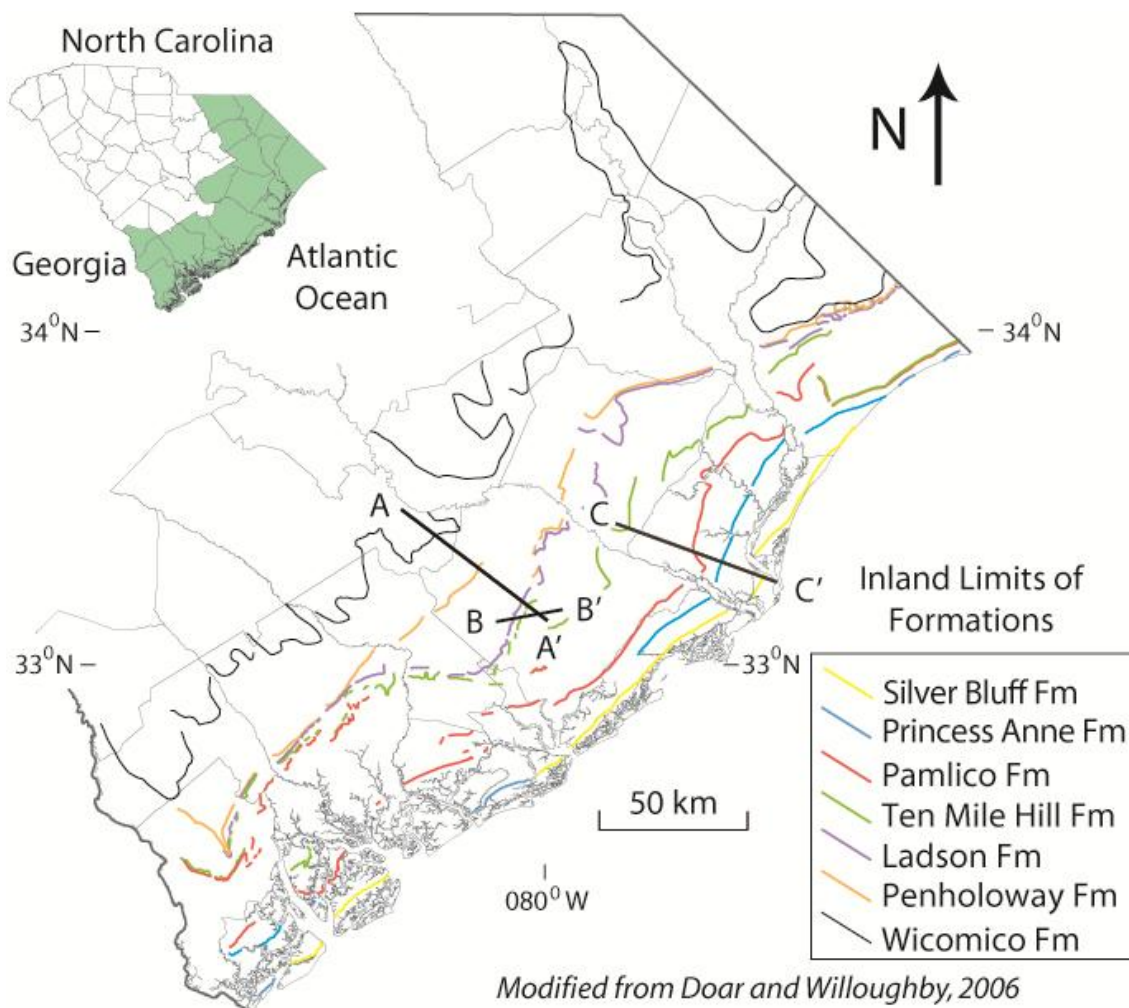 North Carolina
Georgia
Atlantic
Ocean
N
34⁰N
34⁰N
A
C
B
B'
A'
C'
33⁰N
33⁰N
080⁰ W
50 km
Inland Limits of
Formations
Silver Bluff Fm
Princess Anne Fm
Pamlico Fm
Ten Mile Hill Fm
Ladson Fm
Penholoway Fm
Wicomico Fm
Modified from Doar and Willoughby, 2006